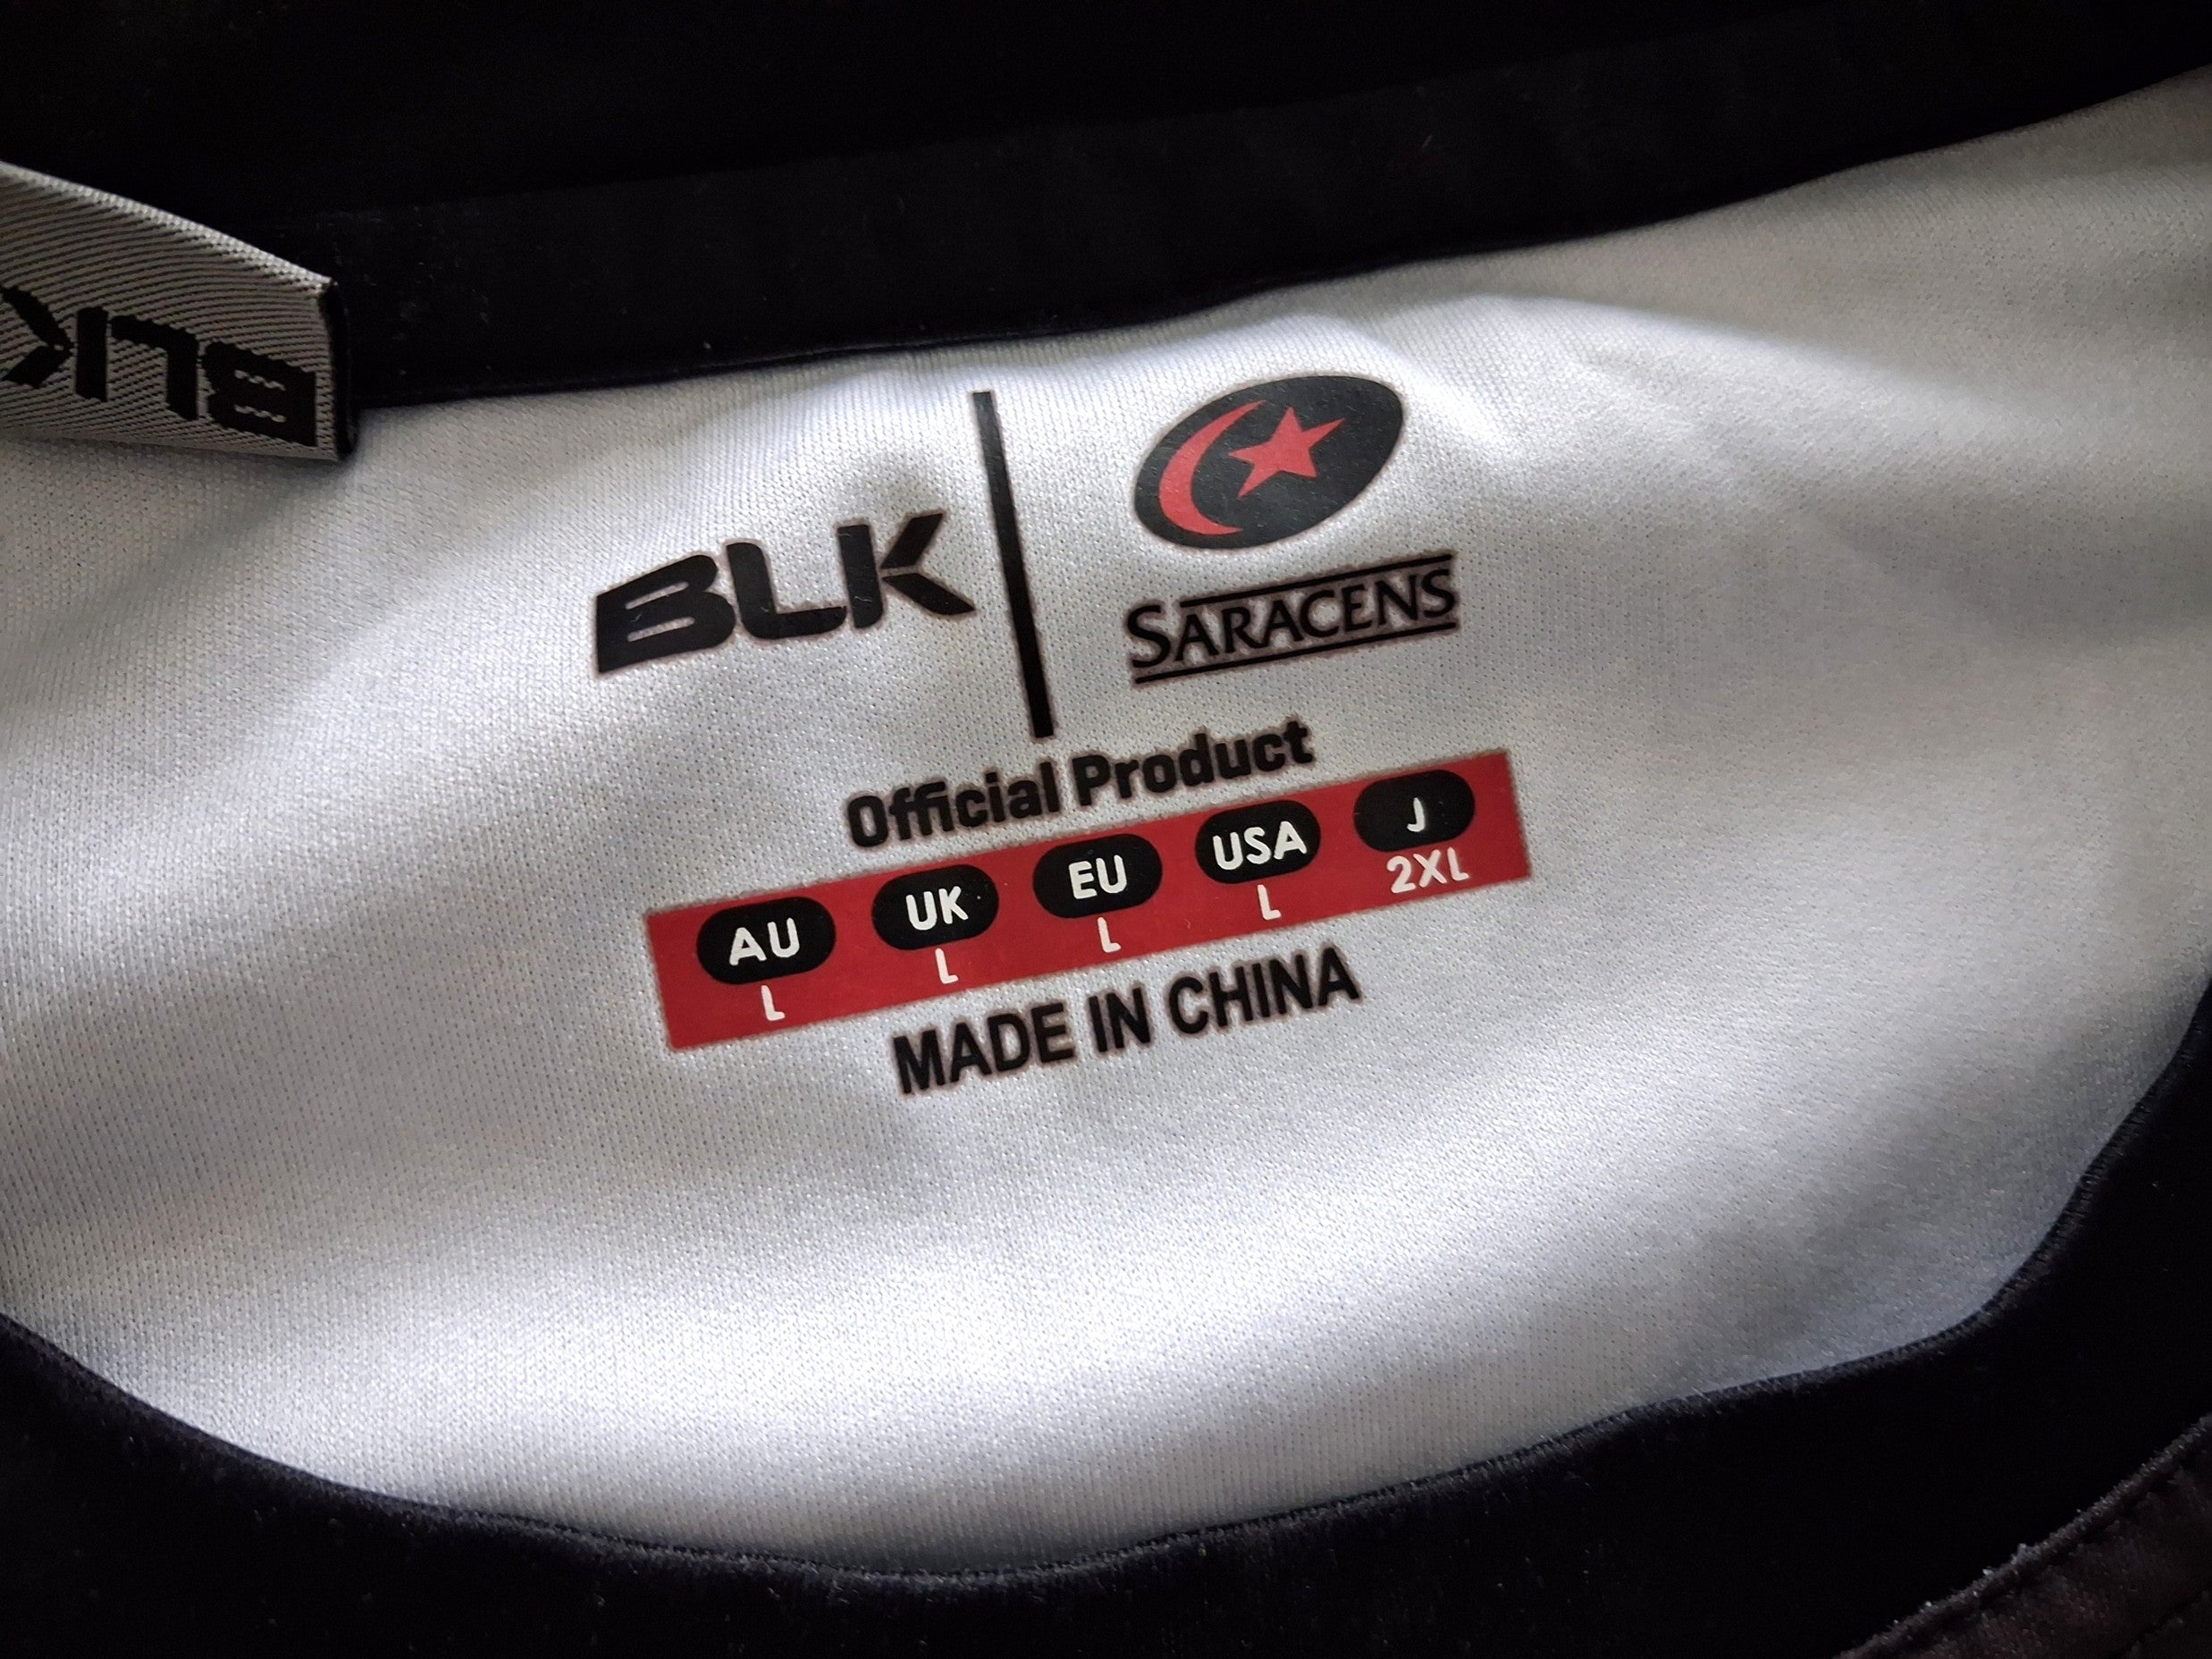 BLK
BLK
SARACENS
Official Product
AU UK EU USA J
L L L L 2XL
MADE IN CHINA